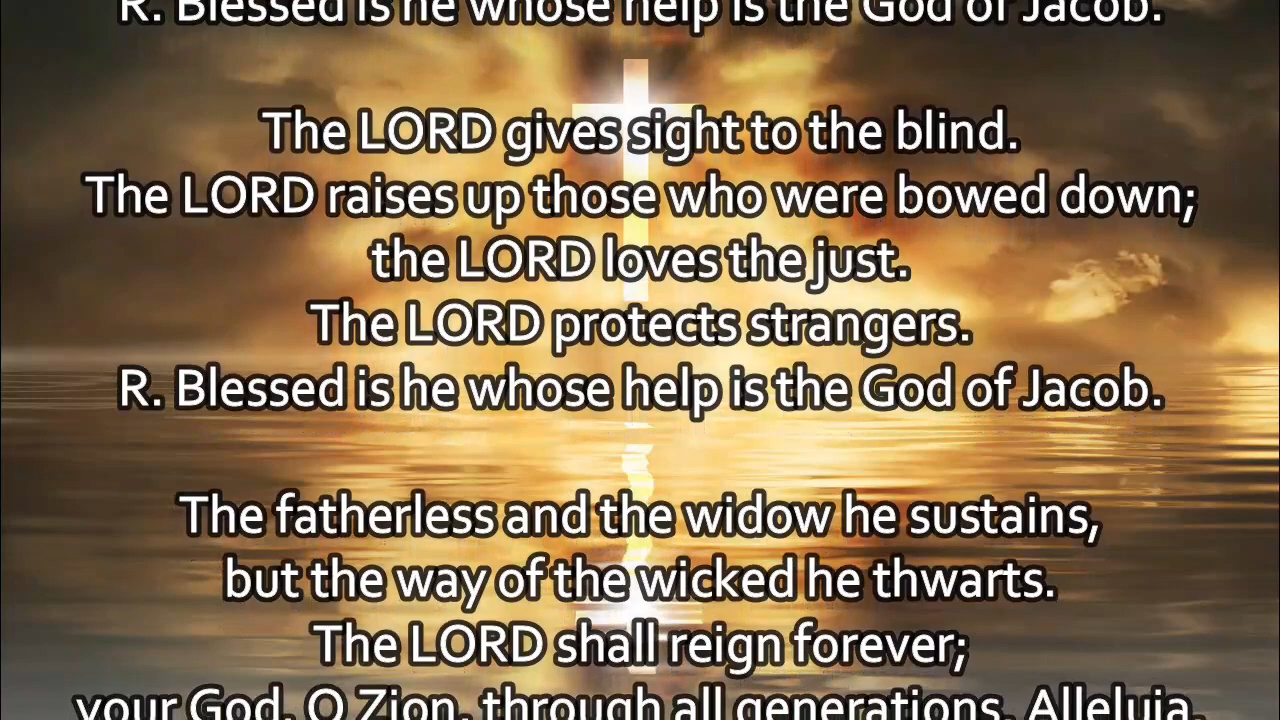 R. Blessed is he whose help is the God of Jacob.
The LORD gives sight to the blind.
The LORD raises up those who were bowed down;
the LORD loves the just.
The LORD protects strangers.
R. Blessed is he whose help is the God of Jacob.
The fatherless and the widow he sustains,
but the way of the wicked he thwarts.
The LORD shall reign forever;
your God, O Zion, through all generations. Alleluia.